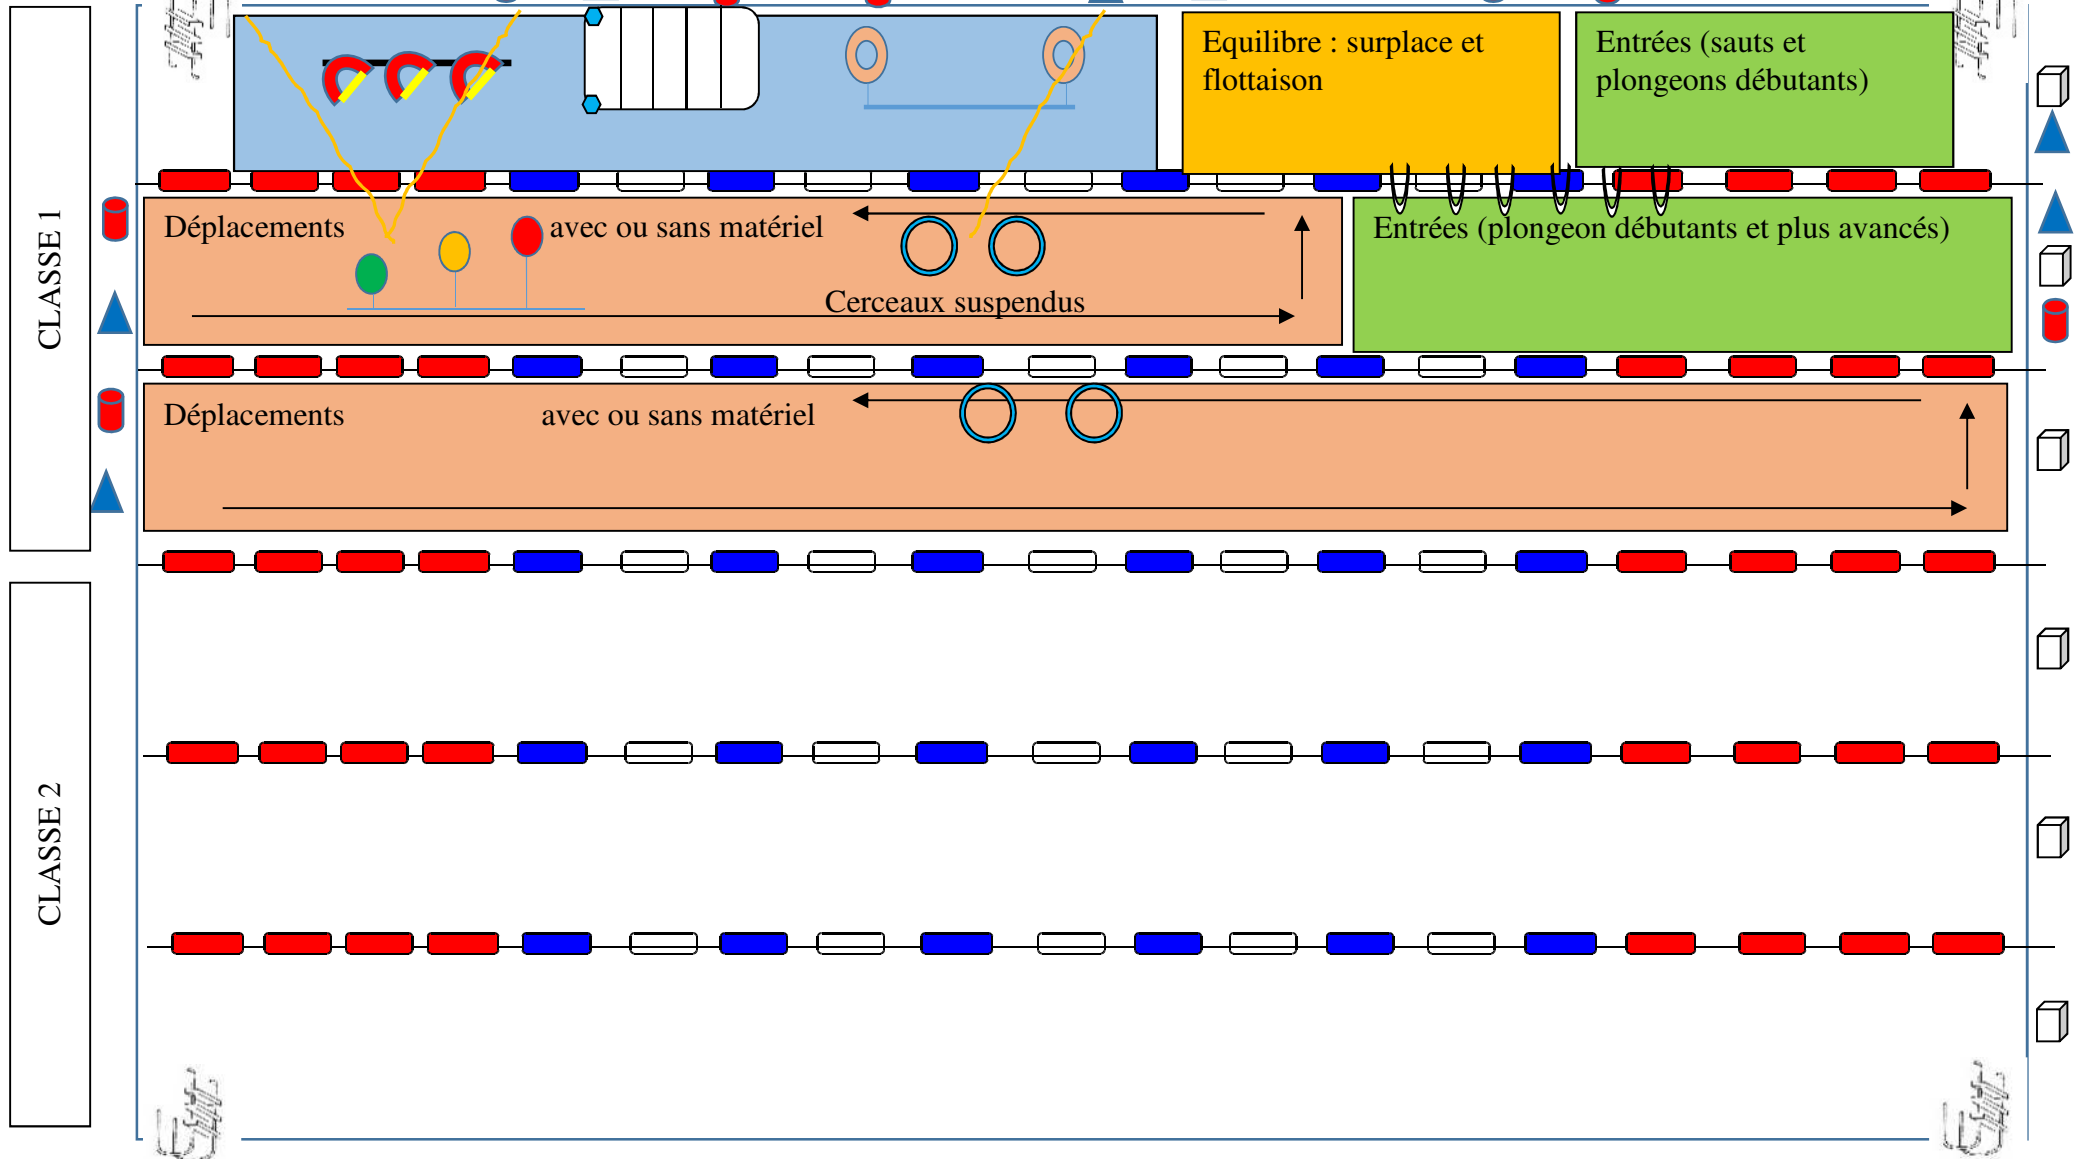 Equilibre : surplace et
flottaison
Entrées (sauts et
plongeons débutants)
CLASSE 1
Déplacements avec ou sans matériel
Cerceaux suspendus
Entrées (plongeon débutants et plus avancés)
Déplacements avec ou sans matériel
CLASSE 2